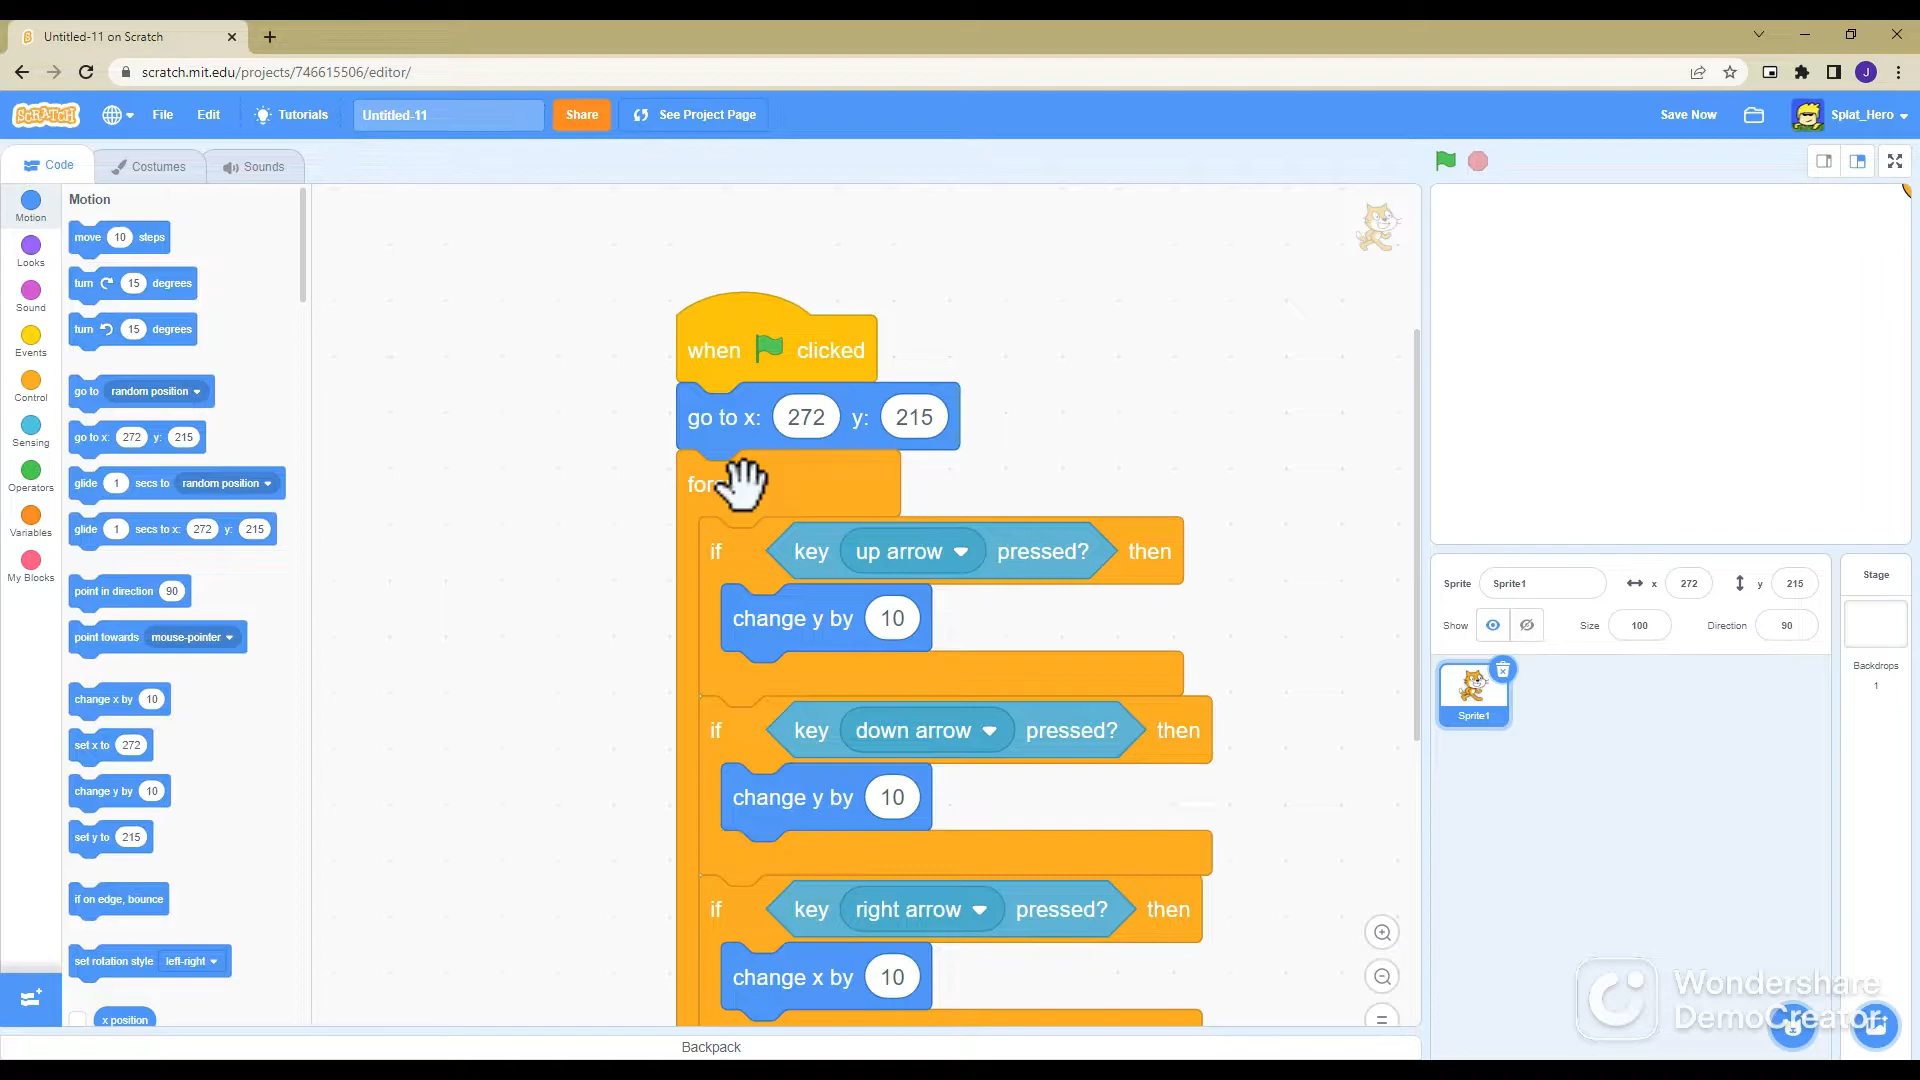 Untitled-11 on Scratch
scratch.mit.edu/projects/746615506/editor/
J
SCRATCH
File
Edit
Tutorials
Untitled-11
Share
See Project Page
Save Now
Splat_Hero
Code
Costumes
Sounds
Motion
Looks
Sound
Events
Control
Sensing
Operators
Variables
My Blocks
Motion
move 10 steps
turn 15 degrees
turn 15 degrees
go to random position
go to x: 272 y: 215
glide 1 secs to random position
glide 1 secs to x: 272 y: 215
point in direction 90
point towards mouse-pointer
change x by 10
set x to 272
change y by 10
set y to 215
if on edge, bounce
set rotation style left-right
x position
when clicked
go to x: 272 y: 215
for
if key up arrow pressed? then
change y by 10
if key down arrow pressed? then
change y by 10
if key right arrow pressed? then
change x by 10
Backpack
Sprite Sprite1 x 272 y 215
Show Size 100 Direction 90
Sprite1
Stage
Backdrops
1
Wondershare
DemoCreator